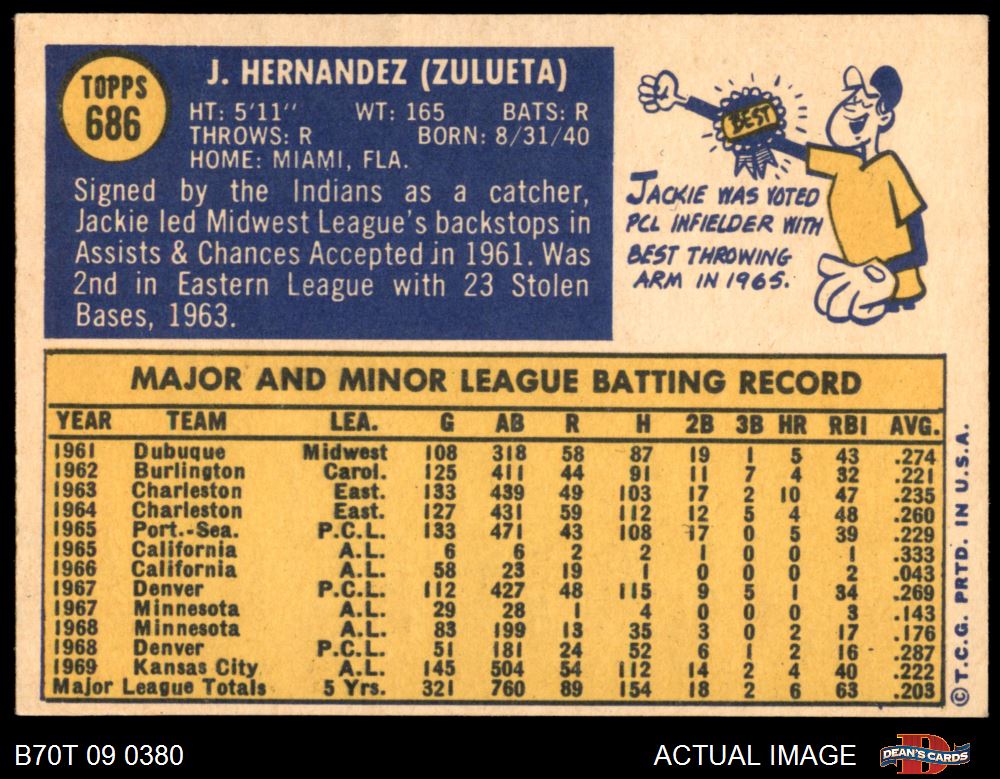 TOPPS
686
J. HERNANDEZ (ZULUETA)
HT: 5'11" WT: 165 BATS: R
THROWS: R BORN: 8/31/40
HOME: MIAMI, FLA.
Signed by the Indians as a catcher,
Jackie led Midwest League's backstops in
Assists & Chances Accepted in 1961. Was
2nd in Eastern League with 23 Stolen
Bases, 1963.
BEST
JACKIE WAS VOTED
PCL INFIELDER WITH
BEST THROWING
ARM IN 1965.
MAJOR AND MINOR LEAGUE BATTING RECORD
YEAR TEAM LEA. G AB R H 2B 3B HR RBI AVG.
1961 Dubuque Midwest 108 318 58 87 19 1 5 43 .274
1962 Burlington Carol. 125 411 44 91 11 7 4 32 .221
1963 Charleston East. 133 439 49 103 17 2 10 47 .235
1964 Charleston East. 127 431 59 112 12 5 4 48 .260
1965 Port.-Sea. P.C.L. 133 471 43 108 17 0 5 39 .229
1965 California A.L. 6 6 2 2 1 0 0 1 .333
1966 California A.L. 58 23 19 1 0 0 0 2 .043
1967 Denver P.C.L. 112 427 48 115 9 5 1 34 .269
1967 Minnesota A.L. 29 28 1 4 0 0 0 3 .143
1968 Minnesota A.L. 83 199 13 35 3 0 2 17 .176
1968 Denver P.C.L. 51 181 24 52 6 1 2 16 .287
1969 Kansas City A.L. 145 504 54 112 14 2 4 40 .222
Major League Totals 5 Yrs. 321 760 89 154 18 2 6 63 .203
© T.C.G. PRTD. IN U.S.A.
B70T 09 0380 ACTUAL IMAGE
DEAN'S CARDS